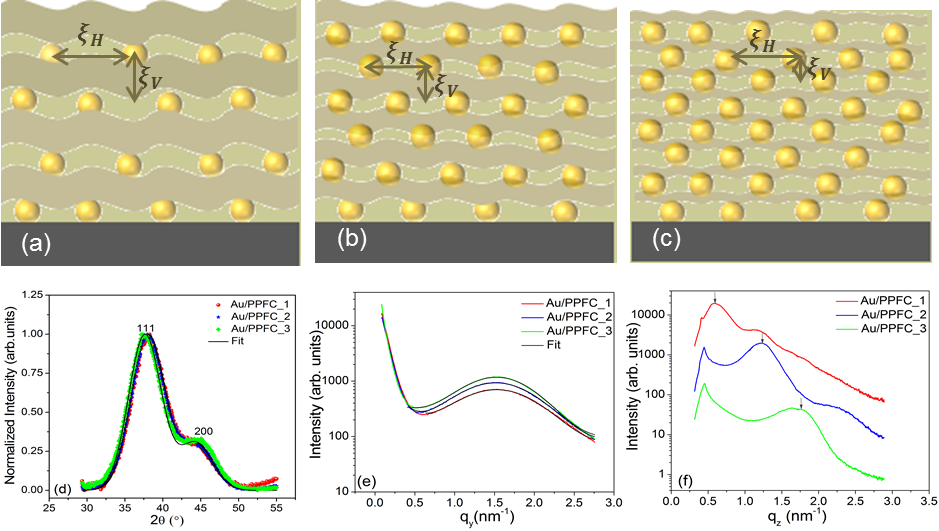 ξH
ξV
(a)
ξH
ξV
(b)
ξH
ξV
(c)
Normalized Intensity (arb.units)
1.25
1.00
0.75
0.50
0.25
0.00
25 30 35 40 45 50 55
2θ (°)
111
200
Au/PPFC_1
Au/PPFC_2
Au/PPFC_3
Fit
(d)
Intensity (arb. units)
10000
1000
100
10
0.0 0.5 1.0 1.5 2.0 2.5 3.0
qy(nm-1)
Au/PPFC_1
Au/PPFC_2
Au/PPFC_3
Fit
(e)
Intensity (arb. units)
10000
1000
100
10
1
0.0 0.5 1.0 1.5 2.0 2.5 3.0
qz(nm-1)
Au/PPFC_1
Au/PPFC_2
Au/PPFC_3
(f)